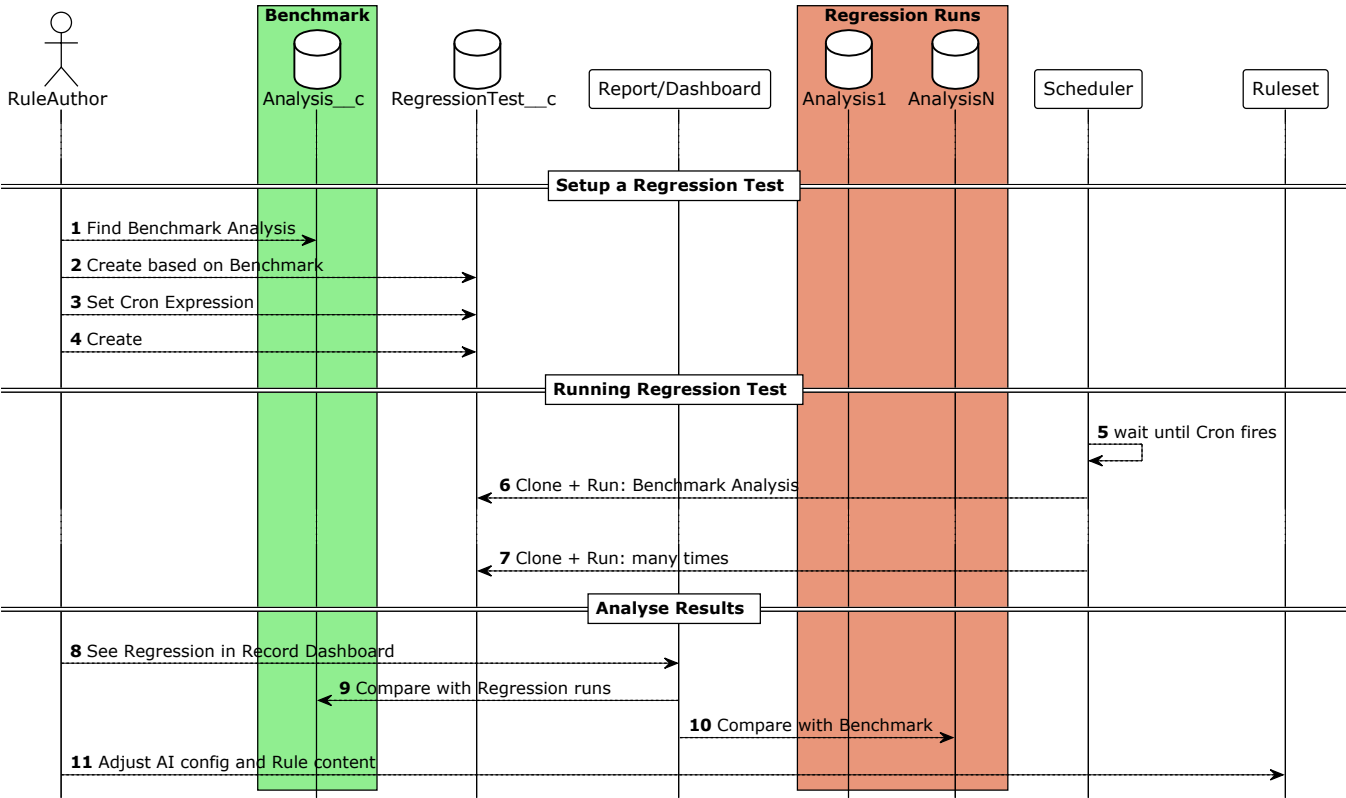 Benchmark
Regression Runs
RuleAuthor
Analysis__c
RegressionTest__c
Report/Dashboard
Analysis1
AnalysisN
Scheduler
Ruleset
Setup a Regression Test
1 Find Benchmark Analysis
2 Create based on Benchmark
3 Set Cron Expression
4 Create
Running Regression Test
5 wait until Cron fires
6 Clone + Run: Benchmark Analysis
7 Clone + Run: many times
Analyse Results
8 See Regression in Record Dashboard
9 Compare with Regression runs
10 Compare with Benchmark
11 Adjust AI config and Rule content